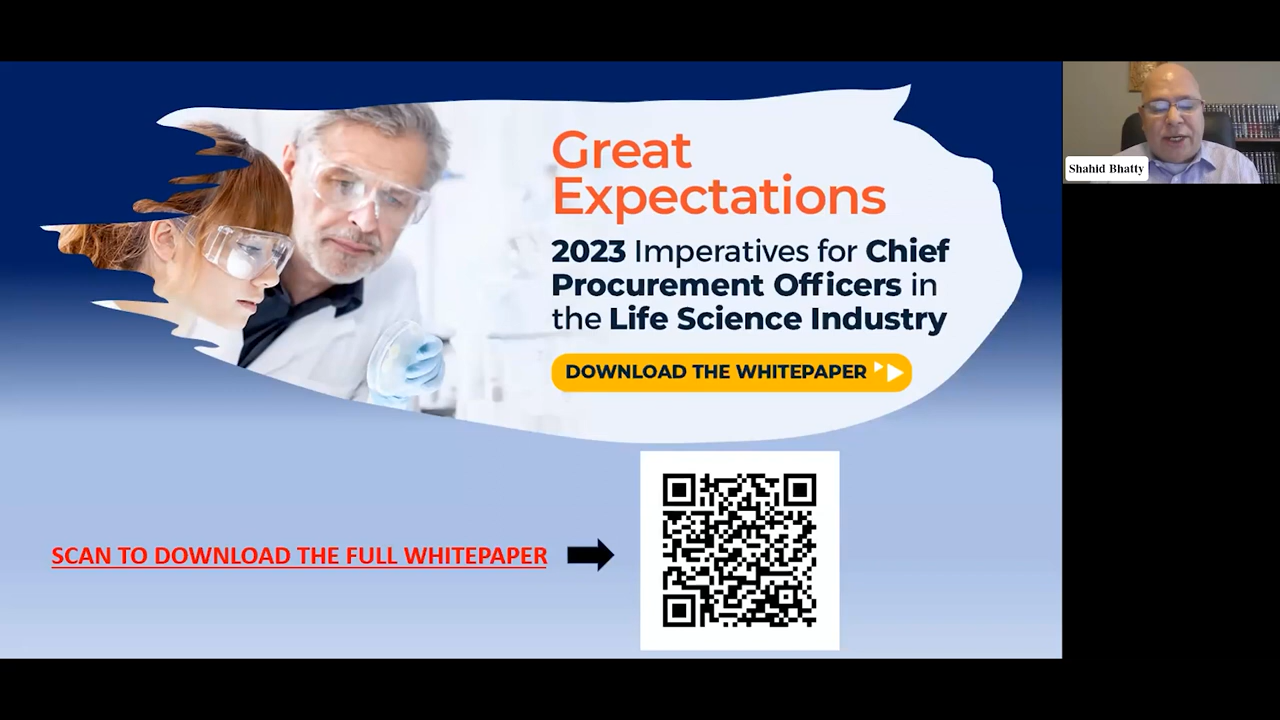 Great
Expectations
2023 Imperatives for Chief
Procurement Officers in
the Life Science Industry
DOWNLOAD THE WHITEPAPER
SCAN TO DOWNLOAD THE FULL WHITEPAPER
Shahid Bhatty